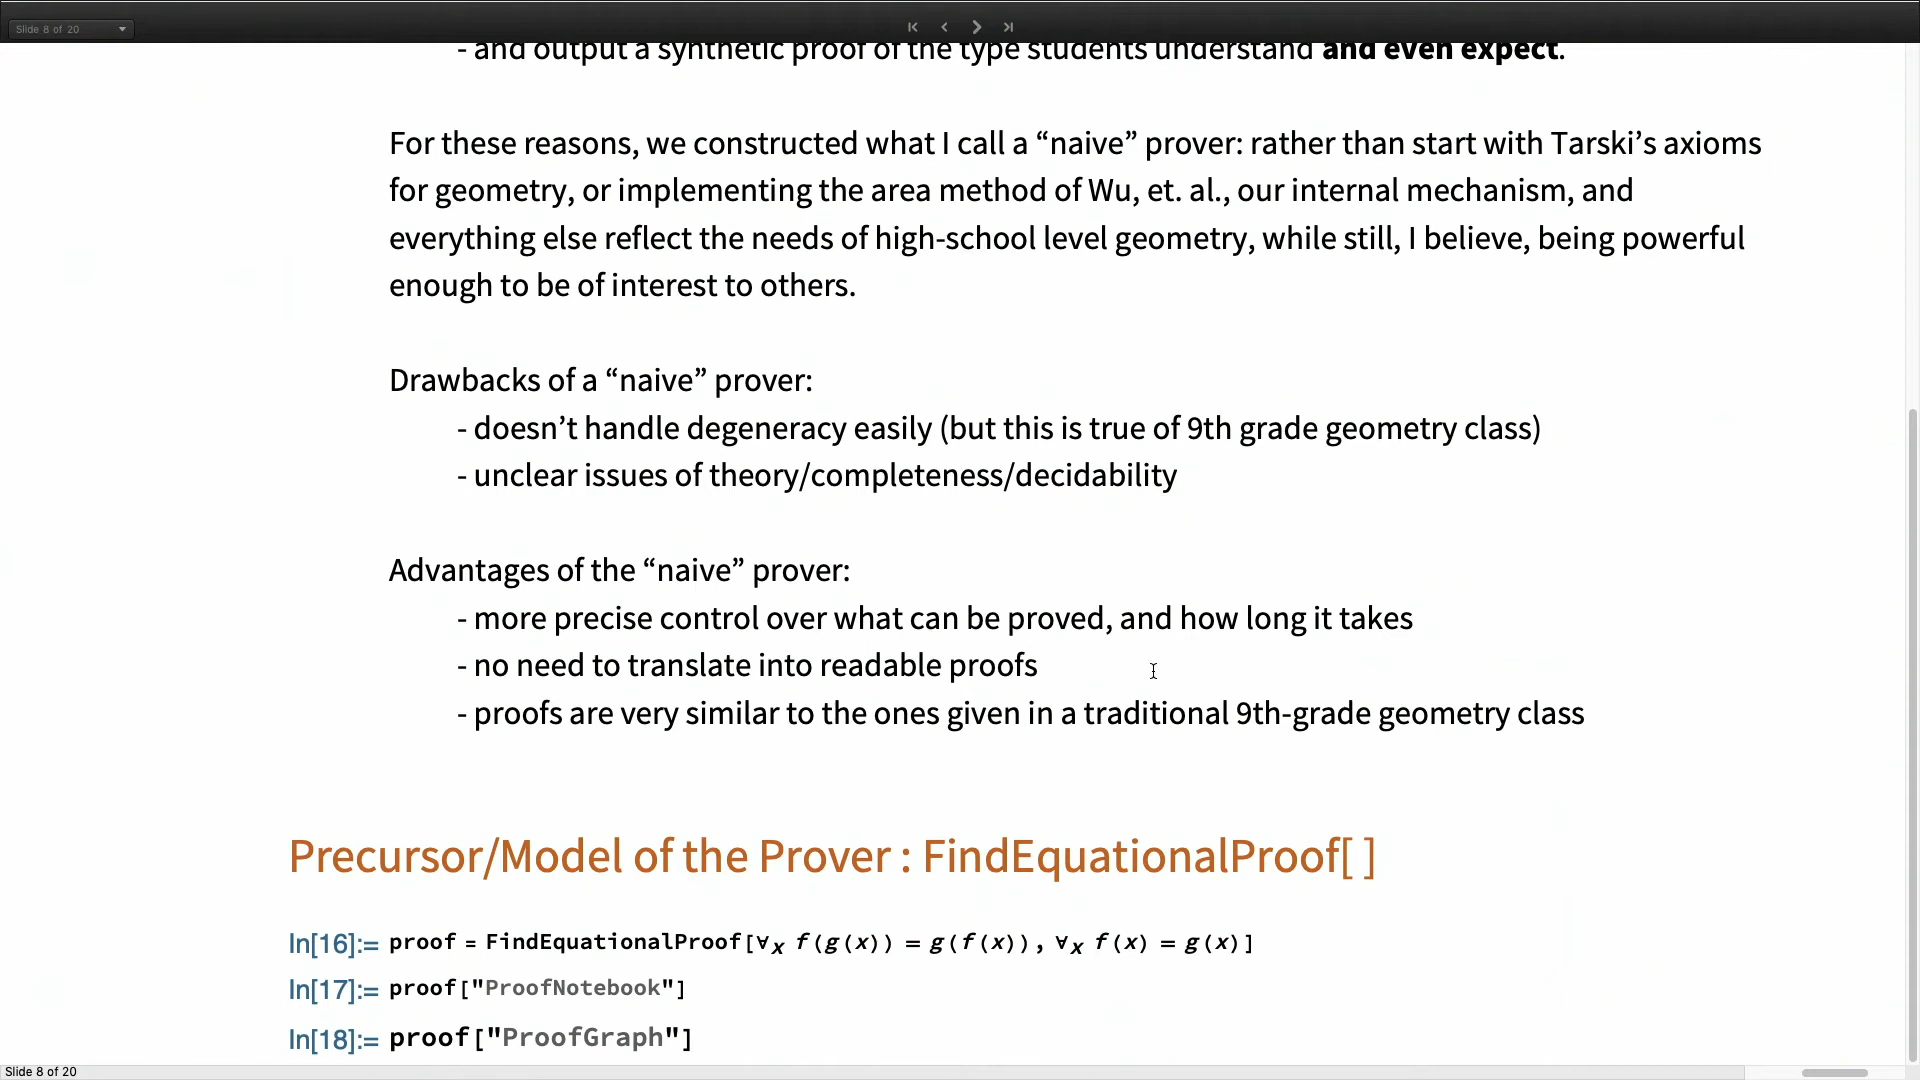 Slide 8 of 20
- and output a synthetic proof of the type students understand and even expect.
For these reasons, we constructed what I call a “naive” prover: rather than start with Tarski’s axioms
for geometry, or implementing the area method of Wu, et. al., our internal mechanism, and
everything else reflect the needs of high-school level geometry, while still, I believe, being powerful
enough to be of interest to others.
Drawbacks of a “naive” prover:
- doesn’t handle degeneracy easily (but this is true of 9th grade geometry class)
- unclear issues of theory/completeness/decidability
Advantages of the “naive” prover:
- more precise control over what can be proved, and how long it takes
- no need to translate into readable proofs
- proofs are very similar to the ones given in a traditional 9th-grade geometry class
Precursor/Model of the Prover : FindEquationalProof[ ]
In[16]:= proof = FindEquationalProof[∀x f(g(x)) = g(f(x)), ∀x f(x) = g(x)]
In[17]:= proof["ProofNotebook"]
In[18]:= proof["ProofGraph"]
Slide 8 of 20